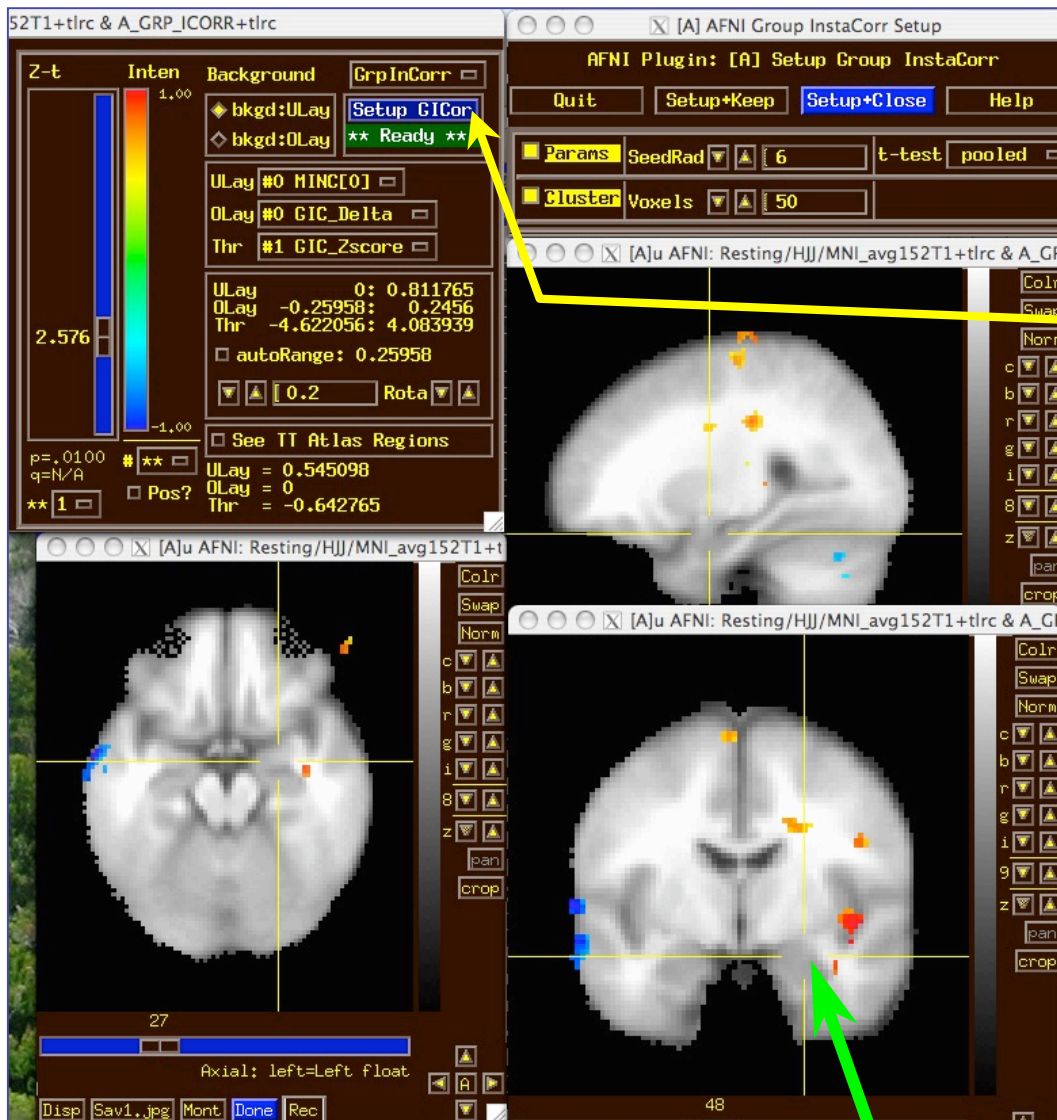 52T1+tlrc & A_GRP_ICORR+tlrc
Z-t
Inten
Background
GrpInCorr
1.00
bkgd:ULay
Setup GICor
bkgd:OLay
** Ready **
ULay #0 MINC[0]
OLay #0 GIC_Delta
Thr #1 GIC_Zscore
ULay 0: 0.811765
OLay -0.25958: 0.2456
Thr -4.622056: 4.083939
2.576
autoRange: 0.25958
0.2 Rota
-1.00
See TT Atlas Regions
p=.0100
q=N/A
# **
Pos?
** 1
ULay = 0.545098
OLay = 0
Thr = -0.642765
X [A] AFNI Group InstaCorr Setup
AFNI Plugin: [A] Setup Group InstaCorr
Quit Setup+Keep Setup+Close Help
Params SeedRad 6 t-test pooled
Cluster Voxels 50
X [A]u AFNI: Resting/HJJ/MNI_avg152T1+tlrc & A_GR
Colr
Swap
Norm
c
b
r
g
i
8
z
pan
crop
X [A]u AFNI: Resting/HJJ/MNI_avg152T1+t
Colr
Swap
Norm
c
b
r
g
i
8
z
pan
crop
27
Axial: left=Left float
A
Disp Sav1.jpg Mont Done Rec
X [A]u AFNI: Resting/HJJ/MNI_avg152T1+tlrc & A_GR
Colr
Swap
Norm
c
b
r
g
i
9
z
pan
crop
48